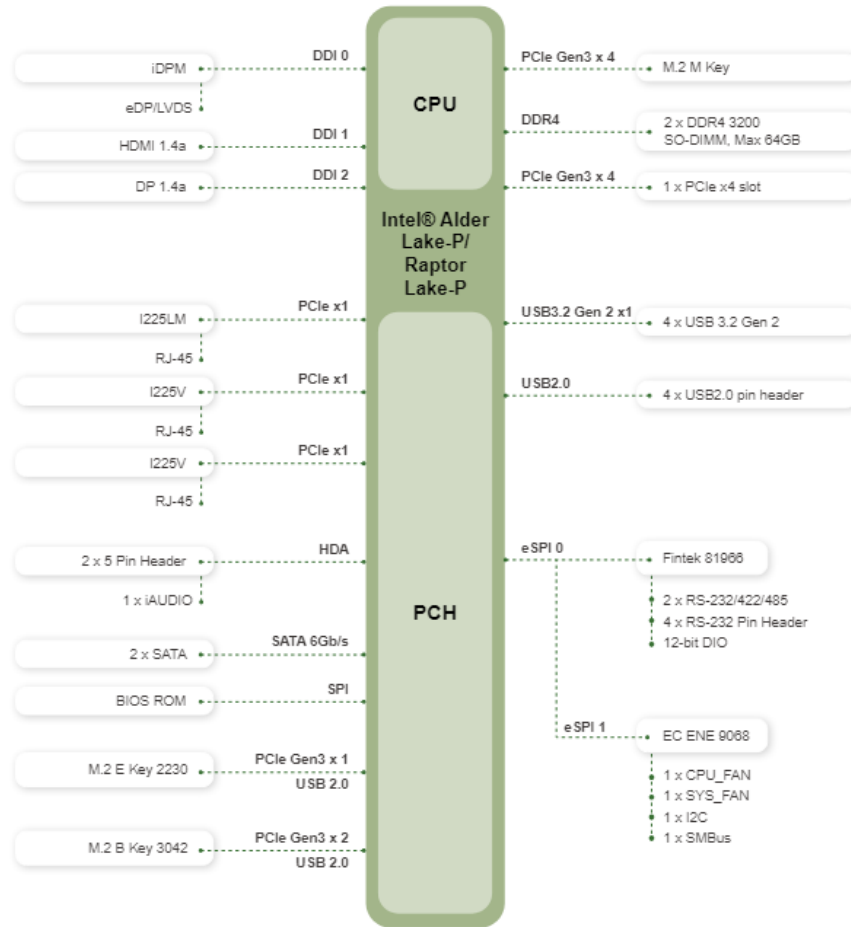 DDI 0
iDPM
eDP/LVDS
DDI 1
HDMI 1.4a
DDI 2
DP 1.4a
CPU
PCIe Gen3 x 4
M.2 M Key
DDR4
2 x DDR4 3200
SO-DIMM, Max 64GB
PCIe Gen3 x 4
1 x PCIe x4 slot
Intel® Alder
Lake-P/
Raptor
Lake-P
PCIe x1
I225LM
RJ-45
PCIe x1
I225V
RJ-45
PCIe x1
I225V
RJ-45
USB3.2 Gen 2 x1
4 x USB 3.2 Gen 2
USB2.0
4 x USB2.0 pin header
HDA
2 x 5 Pin Header
1 x iAUDIO
SATA 6Gb/s
2 x SATA
SPI
BIOS ROM
PCIe Gen3 x 1
M.2 E Key 2230
USB 2.0
PCIe Gen3 x 2
M.2 B Key 3042
USB 2.0
PCH
eSPI 0
Fintek 81966
2 x RS-232/422/485
4 x RS-232 Pin Header
12-bit DIO
eSPI 1
EC ENE 9068
1 x CPU_FAN
1 x SYS_FAN
1 x I2C
1 x SMBus